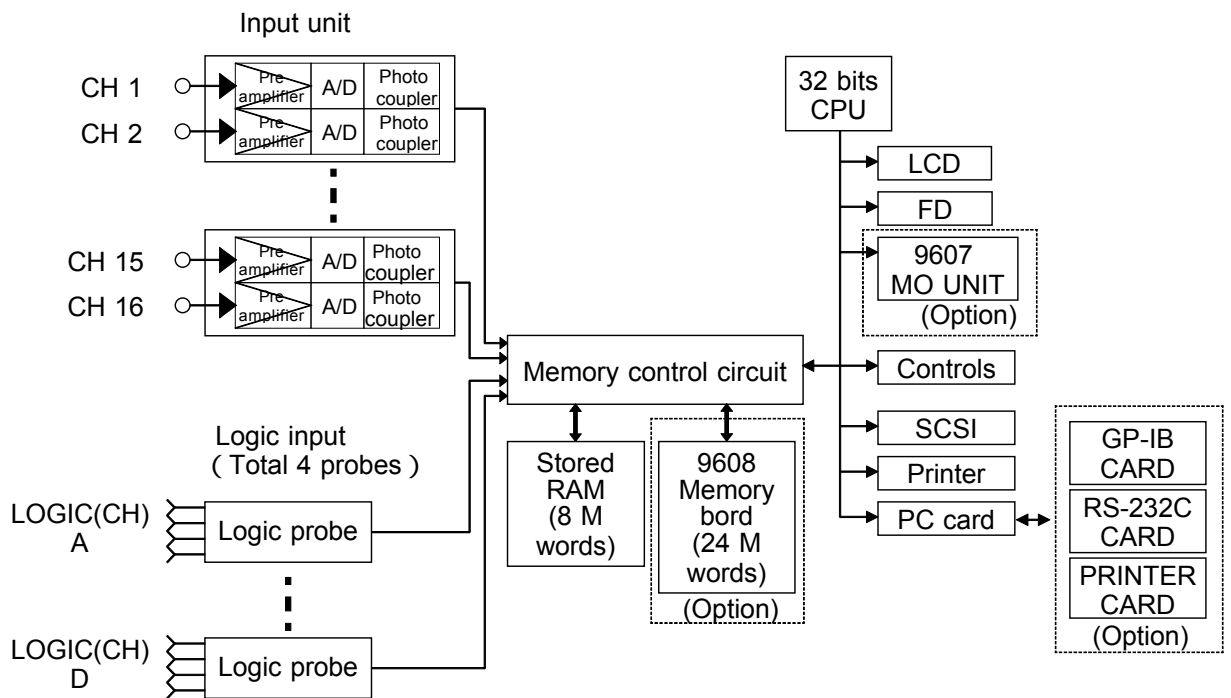 Input unit
CH 1
Pre
amplifier
A/D
Photo
coupler
CH 2
Pre
amplifier
A/D
Photo
coupler
CH 15
Pre
amplifier
A/D
Photo
coupler
CH 16
Pre
amplifier
A/D
Photo
coupler
Logic input
( Total 4 probes )
LOGIC(CH)
A
Logic probe
LOGIC(CH)
D
Logic probe
Memory control circuit
Stored
RAM
(8 M
words)
9608
Memory
bord
(24 M
words)
(Option)
32 bits
CPU
LCD
FD
9607
MO UNIT
(Option)
Controls
SCSI
Printer
PC card
GP-IB
CARD
RS-232C
CARD
PRINTER
CARD
(Option)